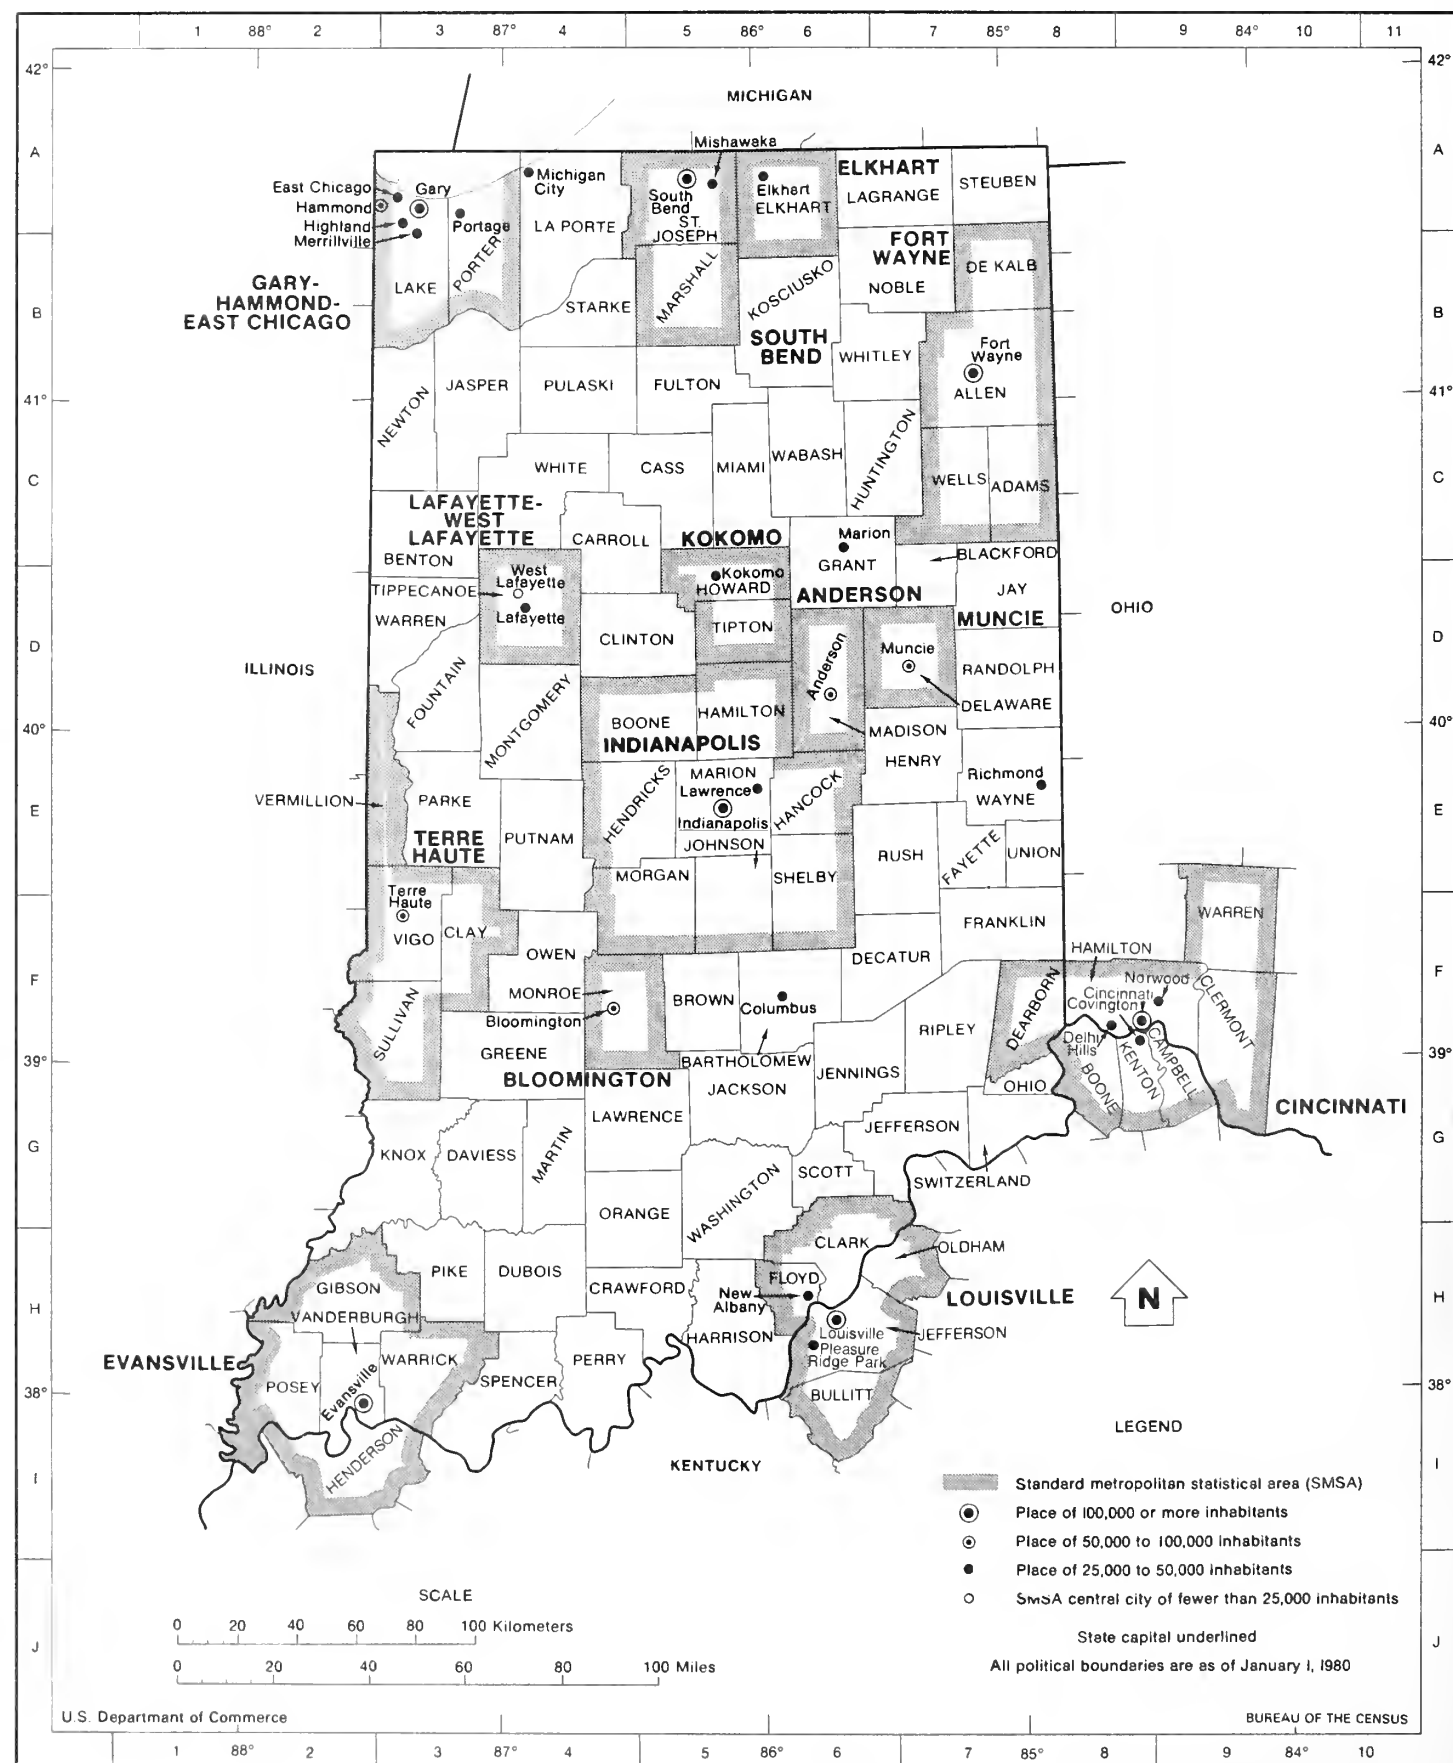 1 88° 2 3 87° 4 5 86° 6 7 85° 8 9 84° 10 11
42° 42°
MICHIGAN
Mishawaka
A A
ELKHART
STEUBEN
LAGRANGE
East Chicago
Hammond
Highland
Merrillville
Gary
Portage
Michigan
City
LA PORTE
South
Bend
ST.
JOSEPH
Elkhart
ELKHART
FORT
WAYNE
DE KALB
NOBLE
GARY-
HAMMOND-
EAST CHICAGO
LAKE
PORTER
STARKE
MARSHALL
KOSCIUSKO
B B
SOUTH
BEND
WHITLEY
Fort
Wayne
ALLEN
41° 41°
NEWTON
JASPER
PULASKI
FULTON
WHITE
CASS
MIAMI
WABASH
HUNTINGTON
WELLS
ADAMS
C C
LAFAYETTE-
WEST
LAFAYETTE
CARROLL
KOKOMO
Marion
GRANT
BLACKFORD
JAY
BENTON
TIPPECANOE
WARREN
West
Lafayette
Lafayette
Kokomo
HOWARD
ANDERSON
MUNCIE
OHIO
CLINTON
TIPTON
Anderson
Muncie
RANDOLPH
DELAWARE
D D
ILLINOIS
FOUNTAIN
MONTGOMERY
BOONE
HAMILTON
MADISON
INDIANAPOLIS
HENRY
40° 40°
VERMILLION
PARKE
TERRE
HAUTE
PUTNAM
HENDRICKS
MARION
Lawrence
Indianapolis
JOHNSON
HANCOCK
Richmond
WAYNE
E E
RUSH
FAYETTE
UNION
MORGAN
SHELBY
Terre
Haute
VIGO
CLAY
OWEN
FRANKLIN
DECATUR
HAMILTON
WARREN
F F
MONROE
Bloomington
BROWN
Columbus
BARTHOLOMEW
SULLIVAN
GREENE
BLOOMINGTON
RIPLEY
DEARBORN
Norwood
Cincinnati
Covington
Delhi
Hills
CLERMONT
CAMPBELL
KENTON
BOONE
OHIO
39° 39°
CINCINNATI
JACKSON
JENNINGS
LAWRENCE
JEFFERSON
SWITZERLAND
G G
KNOX
DAVIESS
MARTIN
ORANGE
WASHINGTON
SCOTT
CLARK
OLDHAM
FLOYD
New
Albany
LOUISVILLE
N
GIBSON
PIKE
DUBOIS
CRAWFORD
HARRISON
Louisville
Pleasure
Ridge Park
JEFFERSON
BULLITT
H H
VANDERBURGH
WARRICK
EVANSVILLE
POSEY
Evansville
SPENCER
PERRY
38° 38°
HENDERSON
KENTUCKY
I I
LEGEND
Standard metropolitan statistical area (SMSA)
Place of 100,000 or more inhabitants
Place of 50,000 to 100,000 inhabitants
Place of 25,000 to 50,000 inhabitants
SMSA central city of fewer than 25,000 inhabitants
State capital underlined
All political boundaries are as of January 1, 1980
SCALE
0 20 40 60 80 100 Kilometers
0 20 40 60 80 100 Miles
J J
U.S. Department of Commerce
BUREAU OF THE CENSUS
1 88° 2 3 87° 4 5 86° 6 7 85° 8 9 84° 10